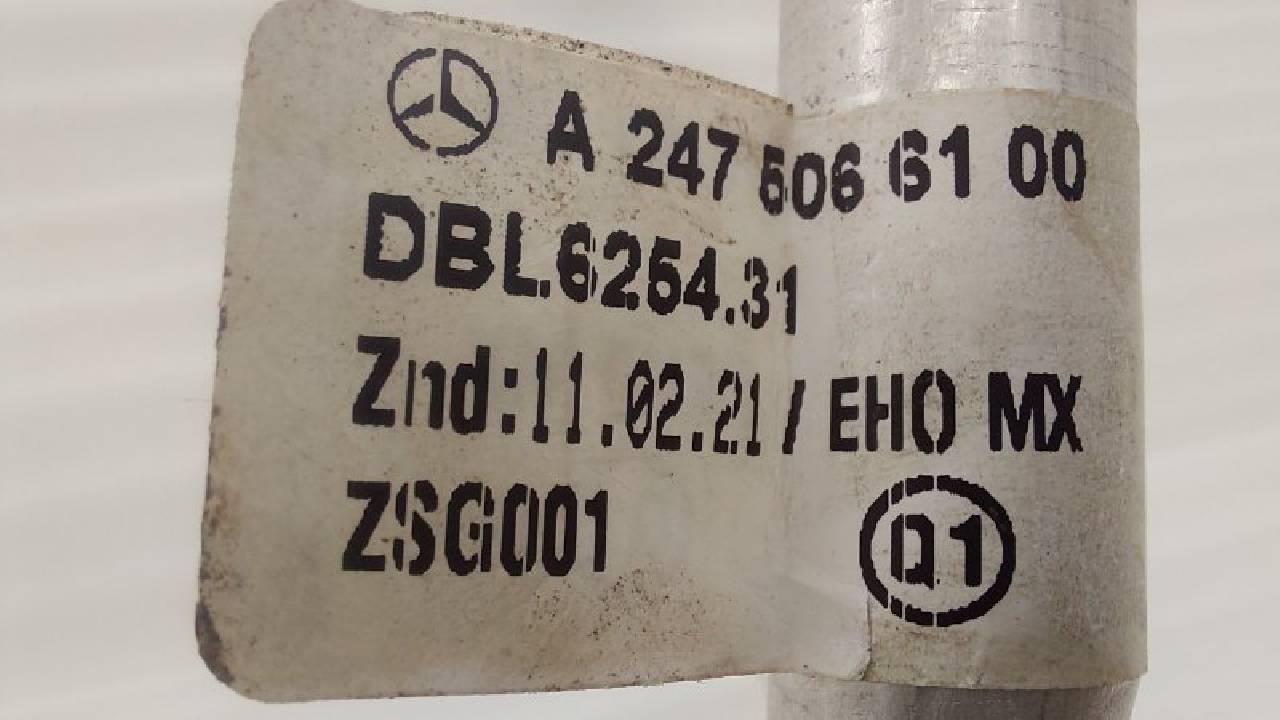 A 247 506 61 00
DBL6254.31
Znd:11.02.21/ EHO MX
ZSG001
Q1